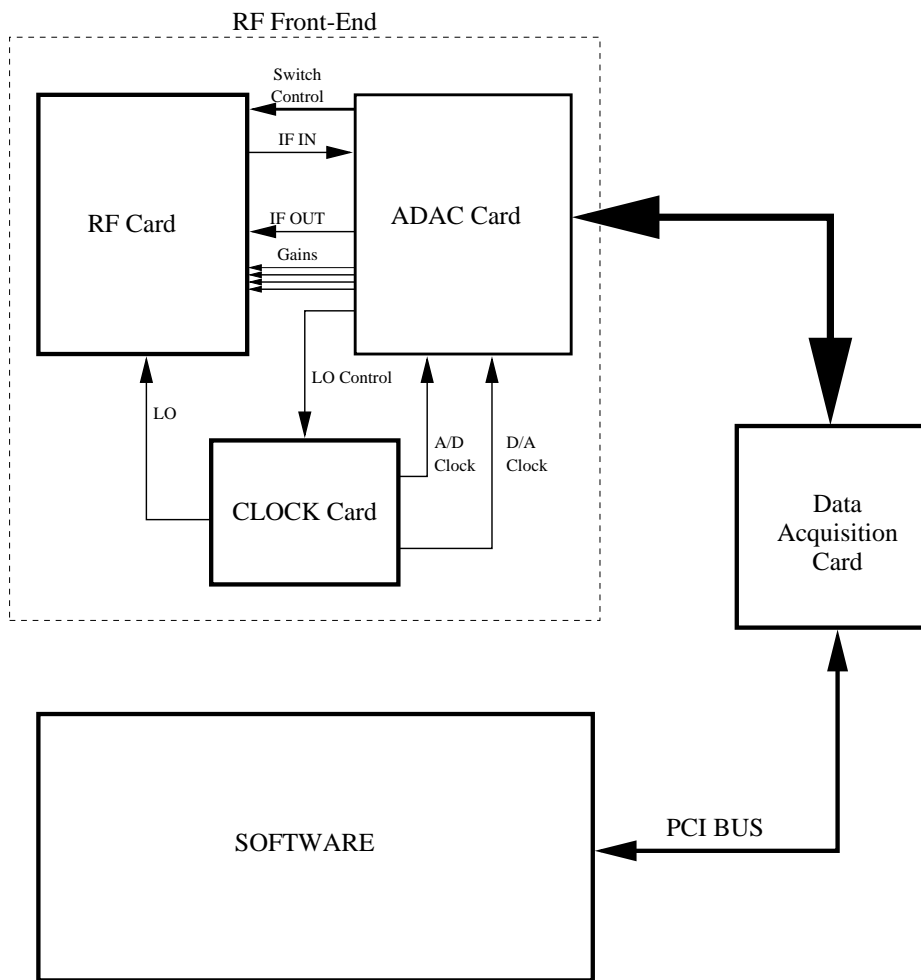 RF Front-End
Switch
Control
IF IN
RF Card
ADAC Card
IF OUT
Gains
LO Control
LO
A/D
Clock
D/A
Clock
CLOCK Card
Data
Acquisition
Card
PCI BUS
SOFTWARE